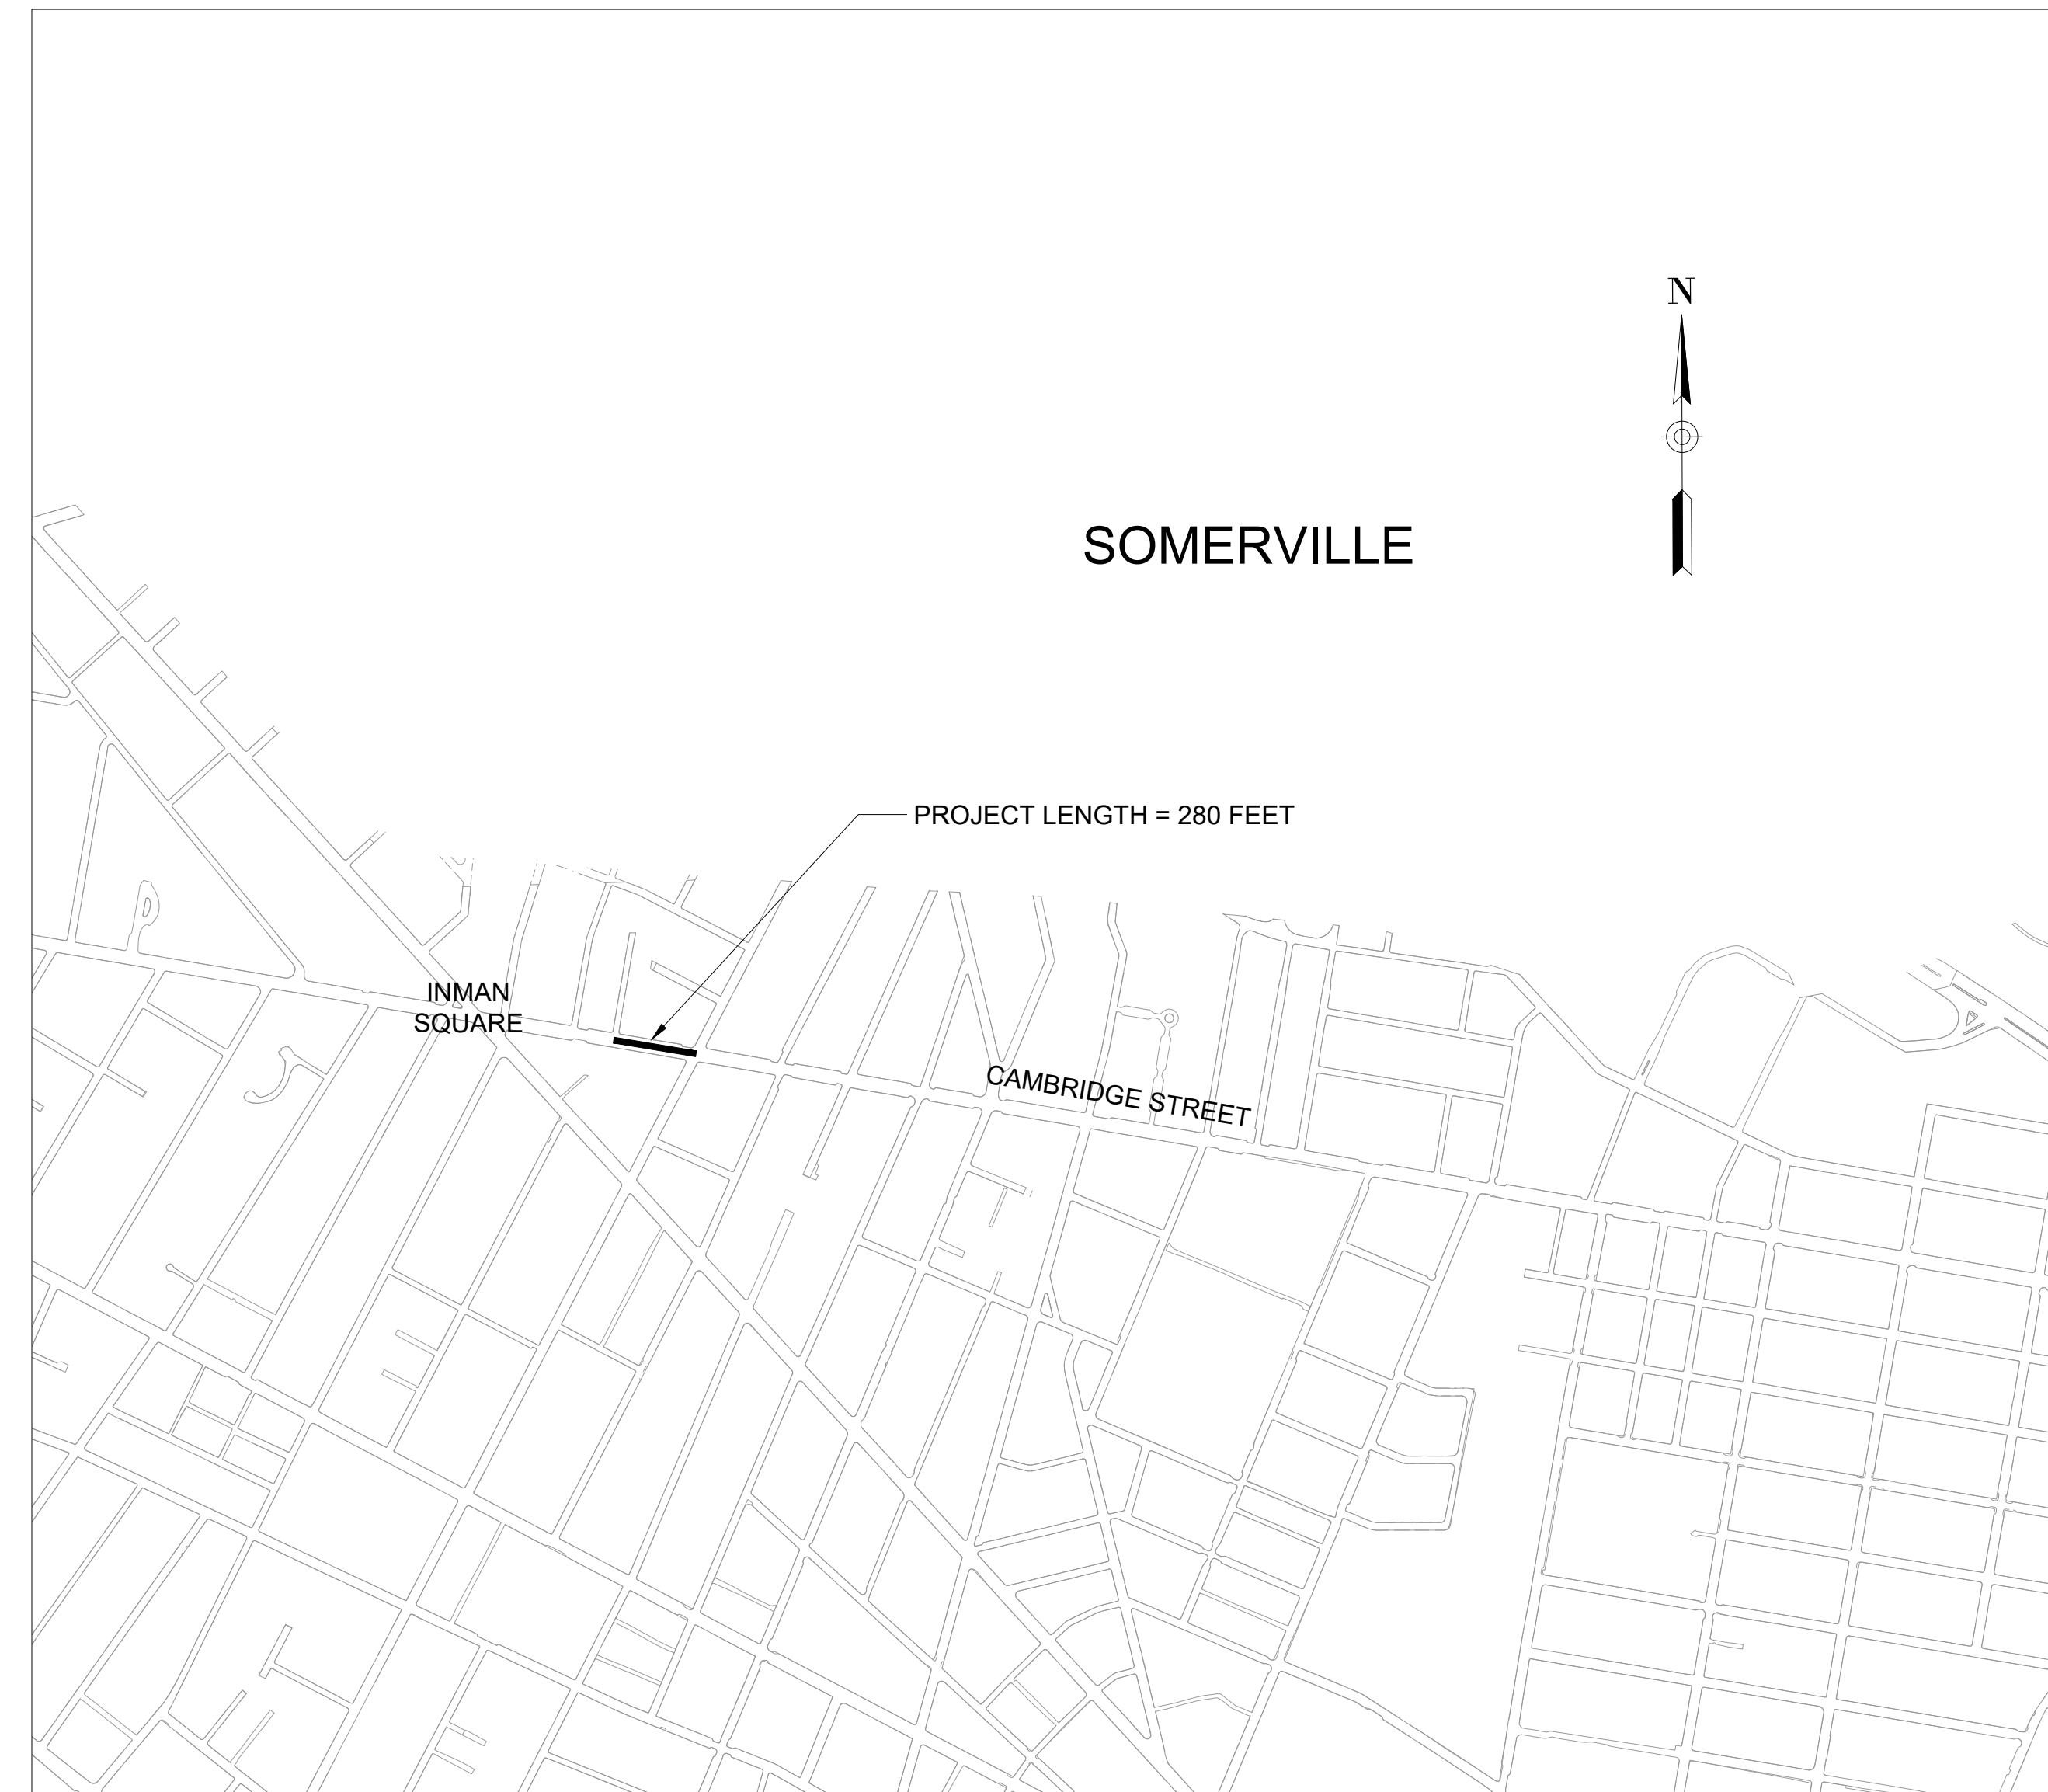 N
SOMERVILLE
PROJECT LENGTH = 280 FEET
INMAN
SQUARE
CAMBRIDGE STREET